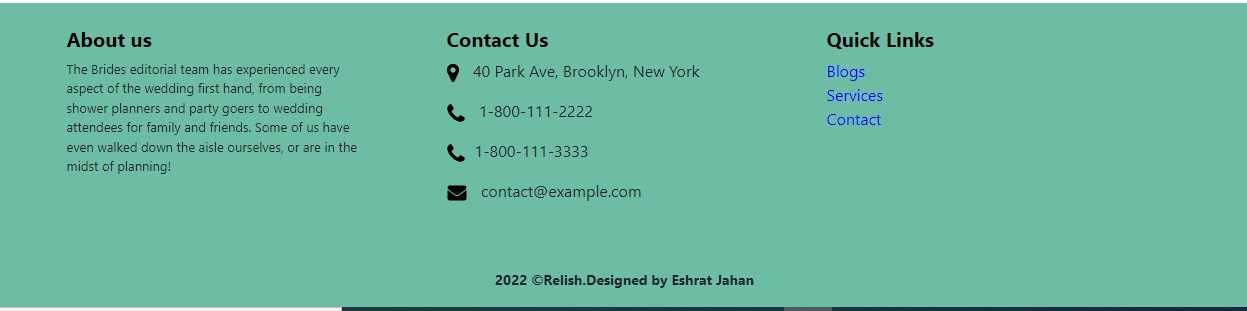 About us
The Brides editorial team has experienced every
aspect of the wedding first hand, from being
shower planners and party goers to wedding
attendees for family and friends. Some of us have
even walked down the aisle ourselves, or are in the
midst of planning!
Contact Us
40 Park Ave, Brooklyn, New York
1-800-111-2222
1-800-111-3333
contact@example.com
Quick Links
Blogs
Services
Contact
2022 ©Relish.Designed by Eshrat Jahan